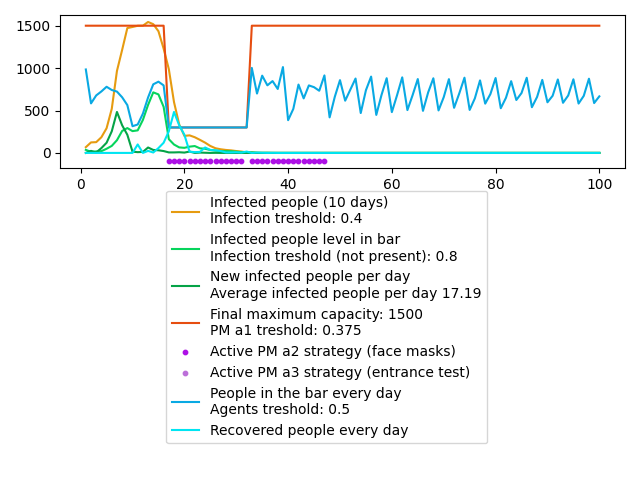 1500
1000
500
0
0
20
40
60
80
100
Infected people (10 days)
Infection treshold: 0.4
Infected people level in bar
Infection treshold (not present): 0.8
New infected people per day
Average infected people per day 17.19
Final maximum capacity: 1500
PM a1 treshold: 0.375
Active PM a2 strategy (face masks)
Active PM a3 strategy (entrance test)
People in the bar every day
Agents treshold: 0.5
Recovered people every day